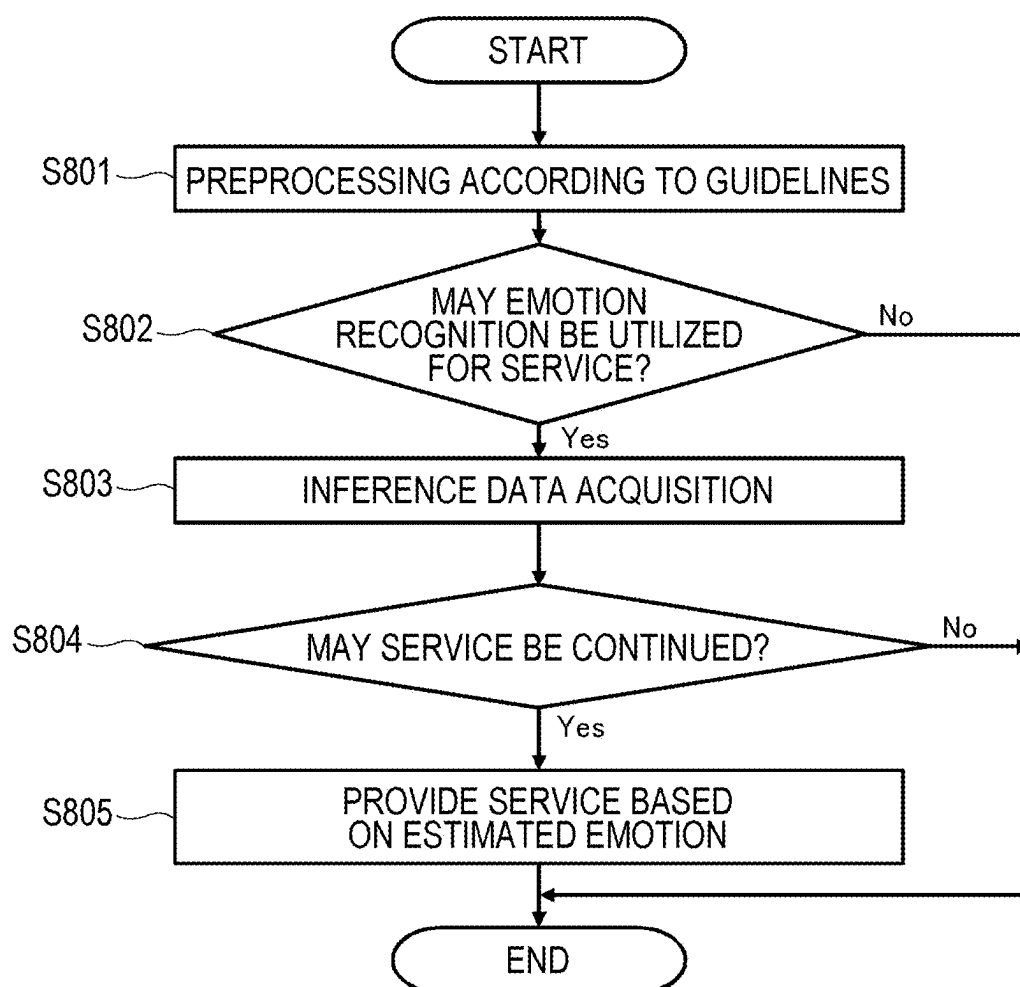 START
S801
PREPROCESSING ACCORDING TO GUIDELINES
S802
MAY EMOTION
RECOGNITION BE UTILIZED
FOR SERVICE?
No
Yes
S803
INFERENCE DATA ACQUISITION
S804
MAY SERVICE BE CONTINUED?
No
Yes
S805
PROVIDE SERVICE BASED
ON ESTIMATED EMOTION
END